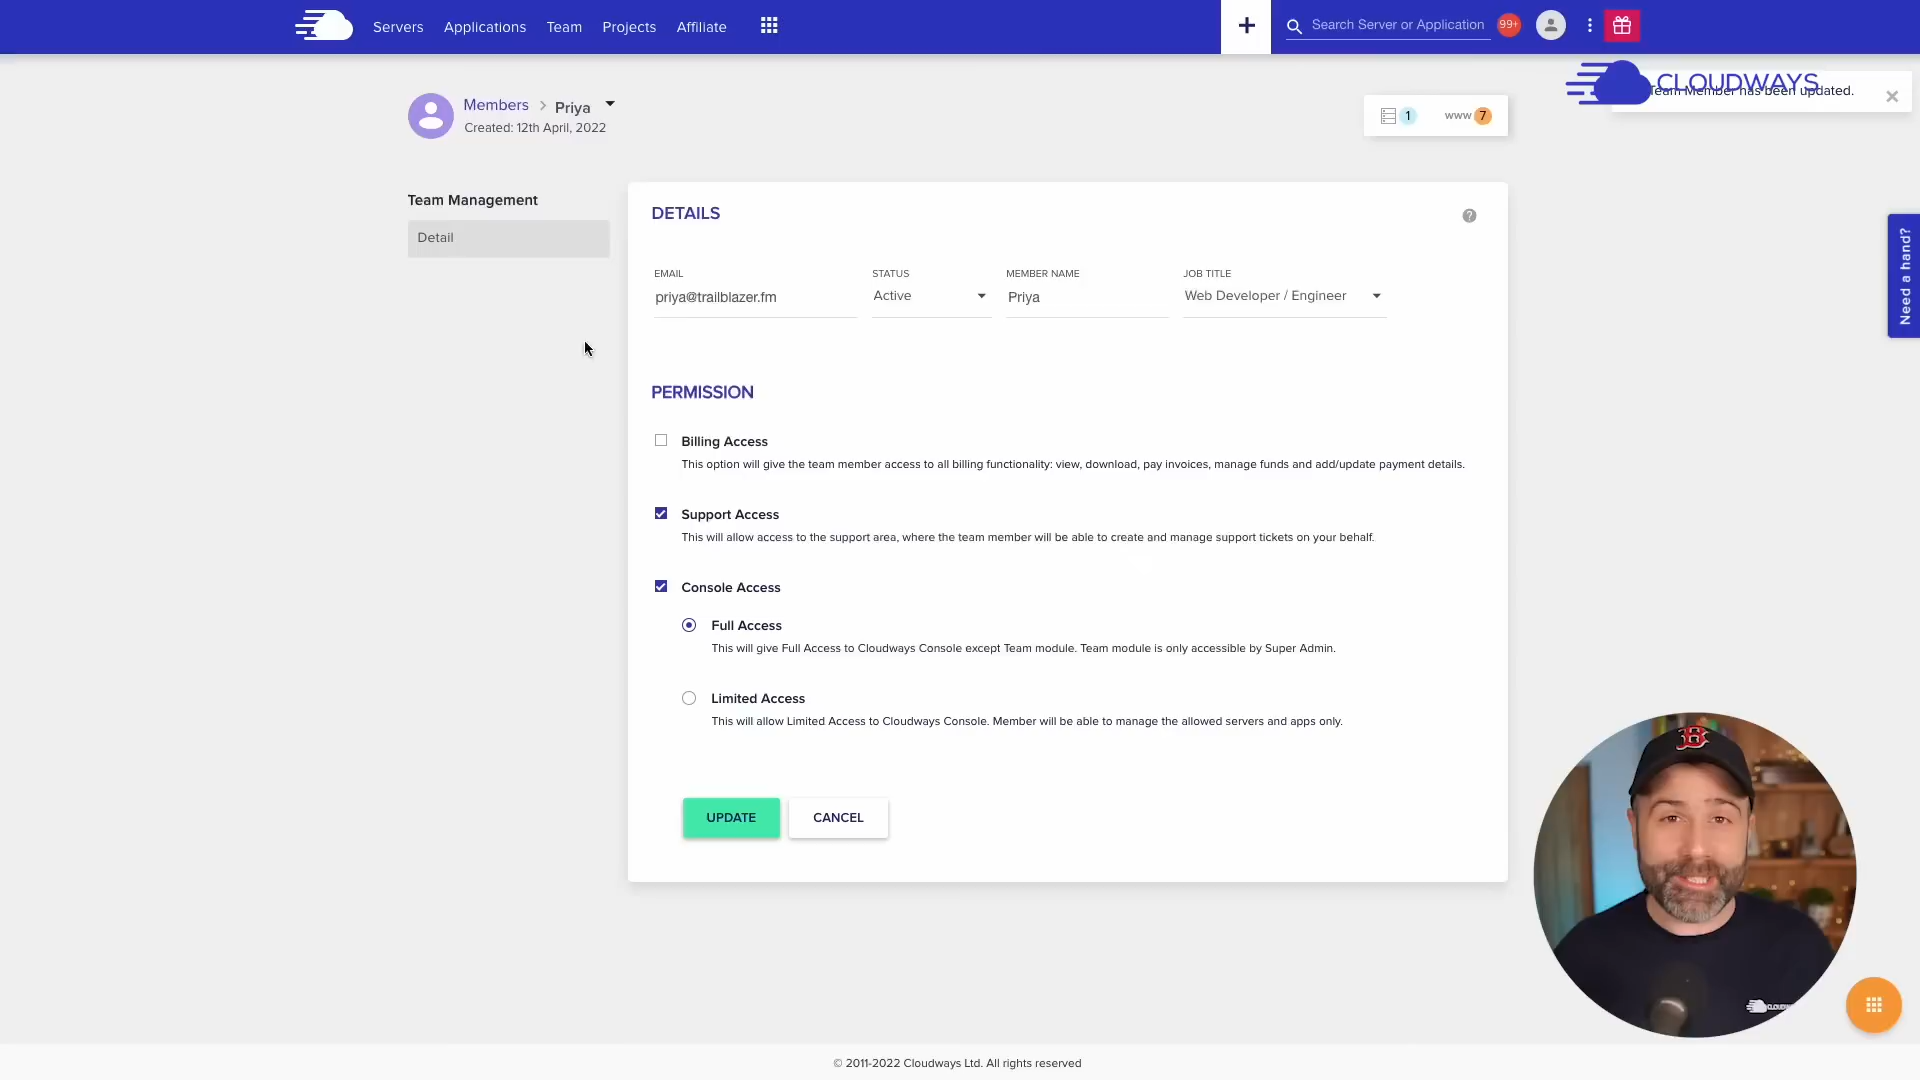 Servers Applications Team Projects Affiliate
+ Search Server or Application 99+
CLOUDWAYS
Team Member has been updated.
Members > Priya
Created: 12th April, 2022
1 www 7
Team Management
Detail
DETAILS
?
EMAIL STATUS MEMBER NAME JOB TITLE
priya@trailblazer.fm Active Priya Web Developer / Engineer
Need a hand?
PERMISSION
Billing Access
This option will give the team member access to all billing functionality: view, download, pay invoices, manage funds and add/update payment details.
Support Access
This will allow access to the support area, where the team member will be able to create and manage support tickets on your behalf.
Console Access
Full Access
This will give Full Access to Cloudways Console except Team module. Team module is only accessible by Super Admin.
Limited Access
This will allow Limited Access to Cloudways Console. Member will be able to manage the allowed servers and apps only.
B
UPDATE CANCEL
© 2011-2022 Cloudways Ltd. All rights reserved